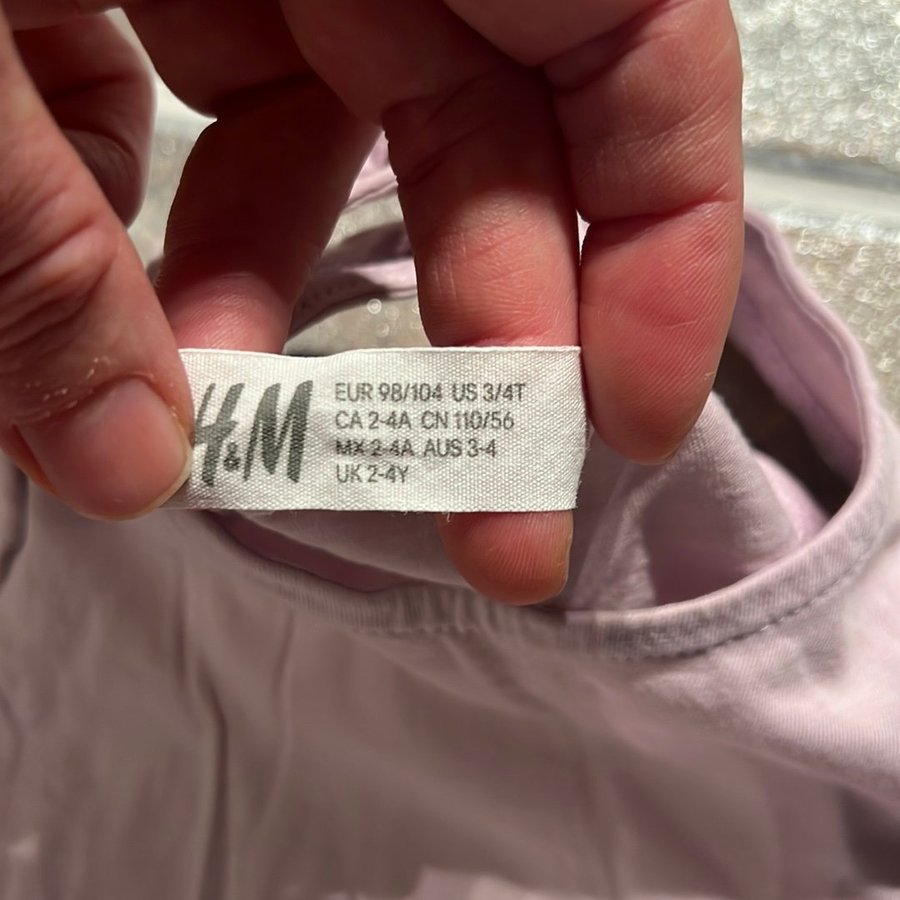 H&M
EUR 98/104 US 3/4T
CA 2-4A CN 110/56
MX 2-4A AUS 3-4
UK 2-4Y